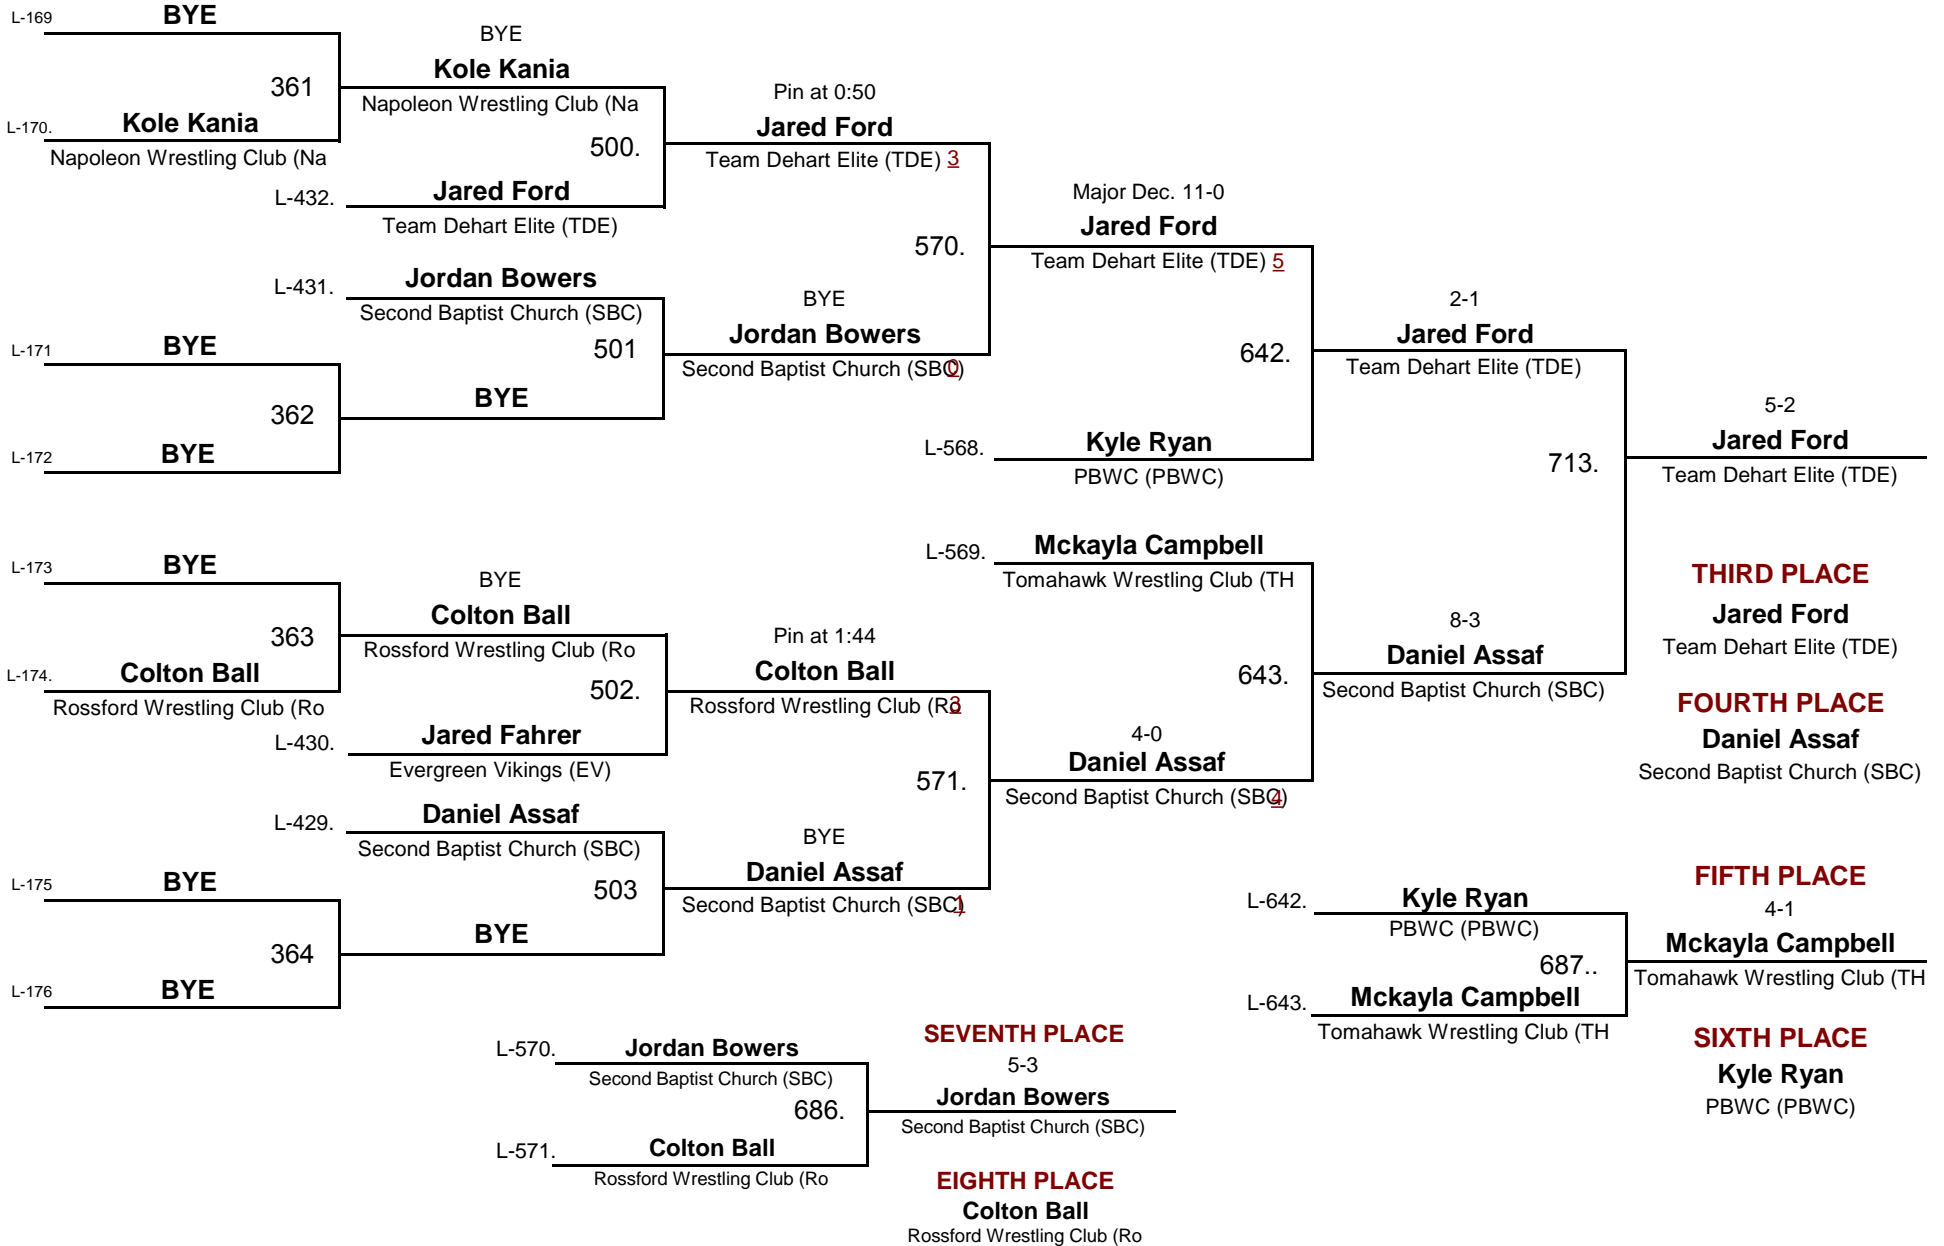 L-169 BYE
361
L-170. Kole Kania
Napoleon Wrestling Club (Na
BYE
Kole Kania
Napoleon Wrestling Club (Na
500.
L-432. Jared Ford
Team Dehart Elite (TDE)
Pin at 0:50
Jared Ford
Team Dehart Elite (TDE) 3
570.
L-431. Jordan Bowers
Second Baptist Church (SBC)
501
L-171 BYE
362
L-172 BYE
BYE
BYE
Jordan Bowers
Second Baptist Church (SBC) 0
Major Dec. 11-0
Jared Ford
Team Dehart Elite (TDE) 5
642.
L-568. Kyle Ryan
PBWC (PBWC)
2-1
Jared Ford
Team Dehart Elite (TDE)
713.
5-2
Jared Ford
Team Dehart Elite (TDE)
L-173 BYE
363
L-174. Colton Ball
Rossford Wrestling Club (Ro
BYE
Colton Ball
Rossford Wrestling Club (Ro
502.
L-430. Jared Fahrer
Evergreen Vikings (EV)
Pin at 1:44
Colton Ball
Rossford Wrestling Club (Ro 3
571.
L-429. Daniel Assaf
Second Baptist Church (SBC)
503
L-175 BYE
364
L-176 BYE
BYE
BYE
Daniel Assaf
Second Baptist Church (SBC) 1
L-569. Mckayla Campbell
Tomahawk Wrestling Club (TH
643.
4-0
Daniel Assaf
Second Baptist Church (SBC) 4
8-3
Daniel Assaf
Second Baptist Church (SBC)
THIRD PLACE
Jared Ford
Team Dehart Elite (TDE)
FOURTH PLACE
Daniel Assaf
Second Baptist Church (SBC)
L-642. Kyle Ryan
PBWC (PBWC)
687..
L-643. Mckayla Campbell
Tomahawk Wrestling Club (TH
FIFTH PLACE
4-1
Mckayla Campbell
Tomahawk Wrestling Club (TH
SIXTH PLACE
Kyle Ryan
PBWC (PBWC)
L-570. Jordan Bowers
Second Baptist Church (SBC)
686.
L-571. Colton Ball
Rossford Wrestling Club (Ro
SEVENTH PLACE
5-3
Jordan Bowers
Second Baptist Church (SBC)
EIGHTH PLACE
Colton Ball
Rossford Wrestling Club (Ro